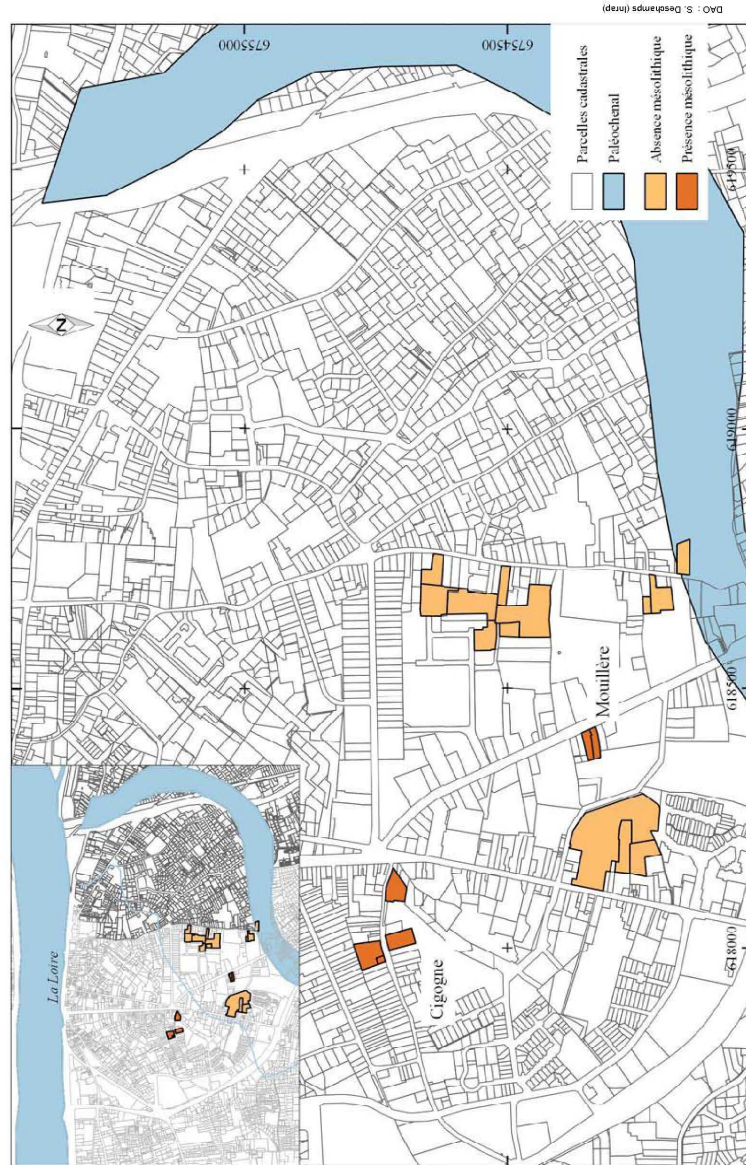 La Loire
Cigogne
Mouillère
N
6755000
6754500
618000
618500
619000
619500
Parcelles cadastrales
Paléochenal
Absence mésolithique
Présence mésolithique
DAO : S. Deschamps (Inrap)